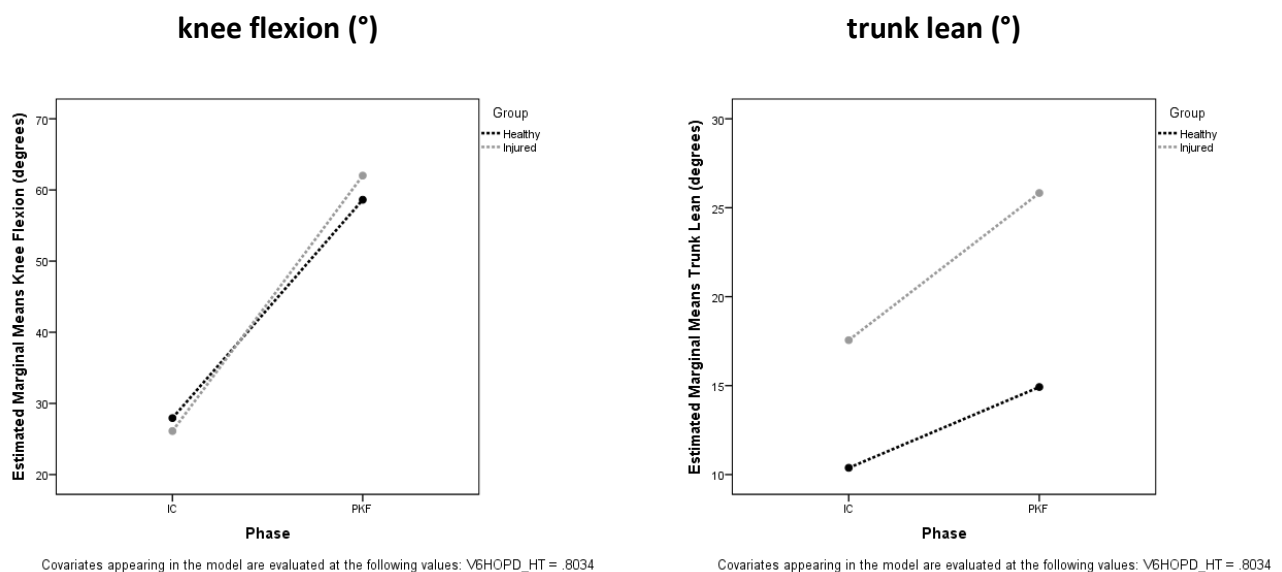 knee flexion (°)
Estimated Marginal Means Knee Flexion (degrees)
70
60
50
40
30
20
IC
PKF
Phase
Group
Healthy
Injured
Covariates appearing in the model are evaluated at the following values: V6HOPD_HT = .8034
trunk lean (°)
Estimated Marginal Means Trunk Lean (degrees)
30
25
20
15
10
IC
PKF
Phase
Group
Healthy
Injured
Covariates appearing in the model are evaluated at the following values: V6HOPD_HT = .8034